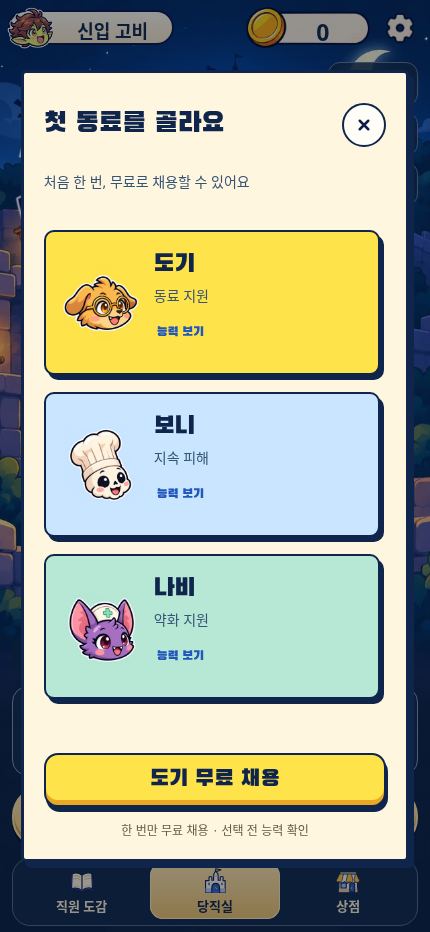 신입 고비
0
첫 동료를 골라요
처음 한 번, 무료로 채용할 수 있어요
도기
동료 지원
능력 보기
보니
지속 피해
능력 보기
나비
약화 지원
능력 보기
도기 무료 채용
한 번만 무료 채용 · 선택 전 능력 확인
직원 도감
당직실
상점